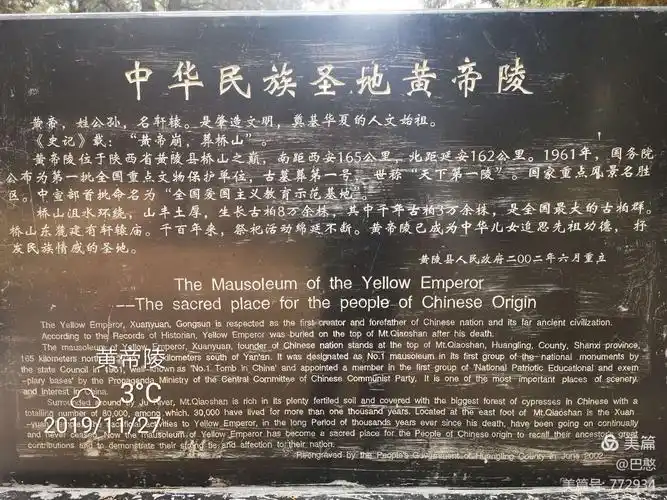 中华民族圣地黄帝陵
黄帝，姓公孙，名轩辕。是肇造文明，奠基华夏的人文始祖。
《史记》载：“黄帝崩，葬桥山”。
黄帝陵位于陕西省黄陵县桥山之巅，南距西安165公里，北距延安162公里。1961年，国务院
公布为第一批全国重点文物保护单位，古墓葬第一号，世称“天下第一陵”。国家重点风景名胜
区。中宣部首批命名为“全国爱国主义教育示范基地”。
桥山沮水环绕，山丰土厚，生长古柏8万余株，其中千年古柏3万余株，是全国最大的古柏群。
桥山东麓建有轩辕庙。千百年来，祭祀活动绵延不断。黄帝陵已成为中华儿女追思先祖功德，抒
发民族情感的圣地。
黄陵县人民政府二00二年六月重立
The Mausoleum of the Yellow Emperor
—The sacred place for the people of Chinese Origin
The Yellow Emperor, Xuanyuan, Gongsun is respected as the first creator and forefather of Chinese nation and its far ancient civilization.
According to the Records of Historian, Yellow Emperor was buried on the top of Mt.Qiaoshan after his death.
The mausoleum of Yellow Emperor, Xuanyuan, founder of Chinese nation stands at the top of Mt.Qiaoshan, Huangling, County, Shanxi province,
165 kilometers north kilometers south of Yan'an. It was designated as No.1 mausoleum in its first group of the national monuments
by the state Council in 1961, well-known as 'No.1 Tomb in China' and appointed a member in the first group of 'National Patriotic Educational and exem
-plary bases' by the Propaganda Ministry of the Central Committee of Chinese Communist Party. It is one of the most important places of scenery
and interest in China.
Surrounded river, Mt.Qiaoshan is rich in its plenty fertiled soil and covered with the biggest forest of cypresses in Chinese with a
totalling number of 80,000, among which 30,000 have lived for more than one thousand years. Located at the east foot of Mt.Qiaoshan is the Xuan
to Yellow Emperor, in the long Period of thousands years ever since his death, have been going on continually
and never the mausoleum of Yellow Emperor has become a sacred place for the People of Chinese origin to recall their ancestors great
contributions and to demonstrate their strong ties and affection to their nation.
Reengraved by the People's Government of Huangling County in June 2002
黄帝陵
3℃
2019/11/27
美篇
@巴憨
美篇号: 772934